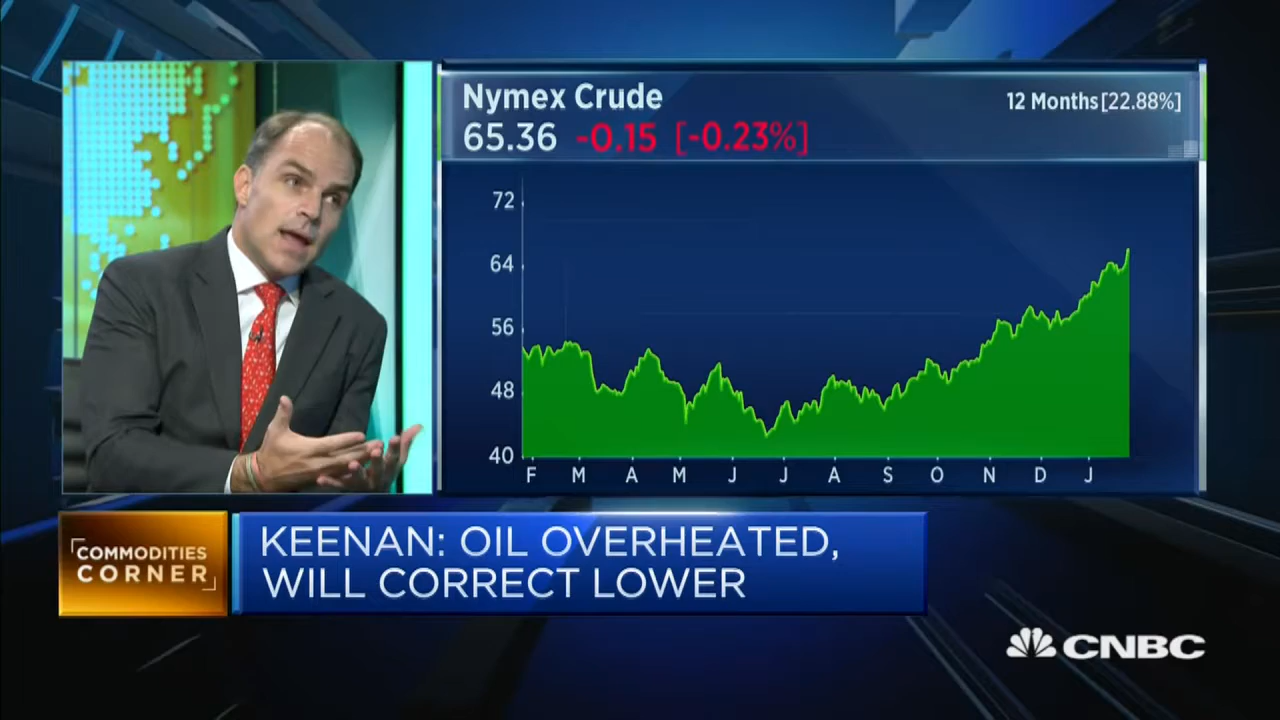 Nymex Crude
12 Months[22.88%]
65.36 -0.15 [-0.23%]
72
64
56
48
40
F M A M J J A S O N D J
COMMODITIES
CORNER
KEENAN: OIL OVERHEATED,
WILL CORRECT LOWER
CNBC